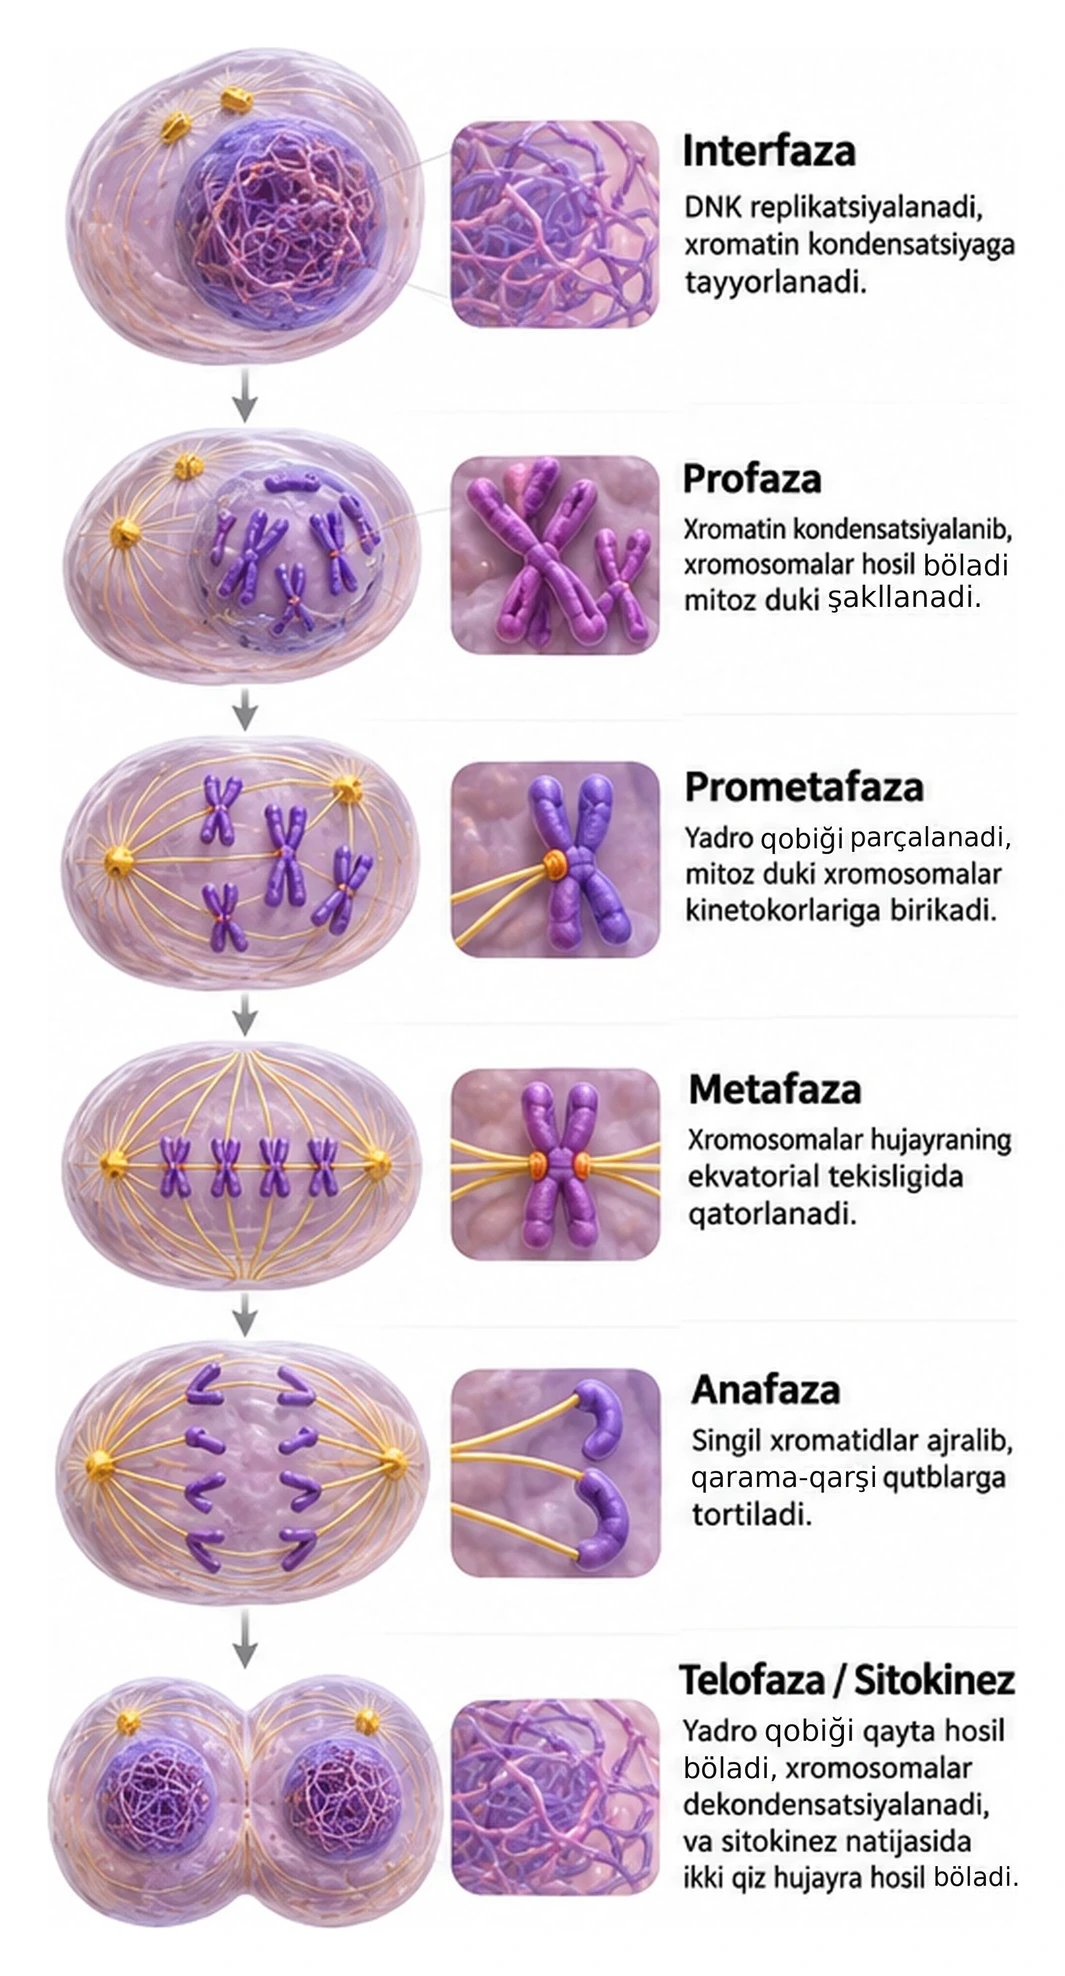 Interfaza
DNK replikatsiyalanadi,
xromatin kondensatsiyaga
tayyorlanadi.
Profaza
Xromatin kondensatsiyalanib,
xromosomalar hosil böladi
mitoz duki şakllanadi.
Prometafaza
Yadro qobiği parçalanadi,
mitoz duki xromosomalar
kinetokorlariga birikadi.
Metafaza
Xromosomalar hujayraning
ekvatorial tekisligida
qatorlanadi.
Anafaza
Singil xromatidlar ajralib,
qarama-qarşi qutblarga
tortiladi.
Telofaza / Sitokinez
Yadro qobiği qayta hosil
böladi, xromosomalar
dekondensatsiyalanadi,
va sitokinez natijasida
ikki qiz hujayra hosil böladi.